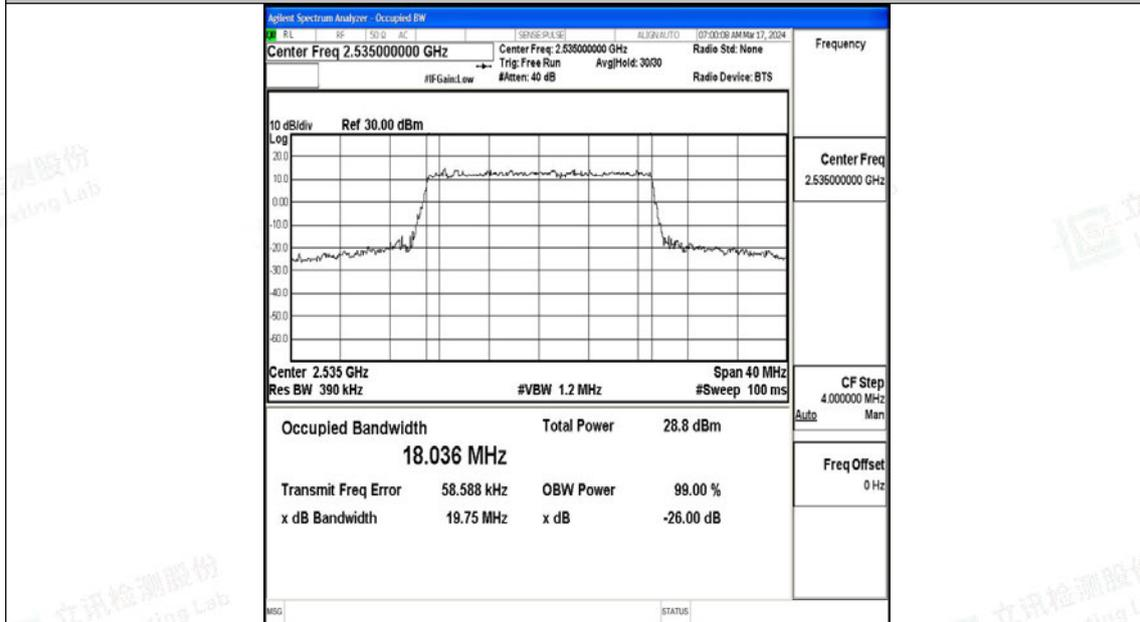 Agilent Spectrum Analyzer - Occupied BW
RL RF 50 Ω AC SENSE:PULSE ALIGNAUTO 07:00:08 AM Mar 17, 2024
Center Freq 2.535000000 GHz
Center Freq: 2.535000000 GHz
Radio Std: None
Trig: Free Run
Avg|Hold: 30/30
#IFGain:Low
#Atten: 40 dB
Radio Device: BTS
Frequency
10 dB/div
Ref 30.00 dBm
Log
20.0
10.0
0.00
-10.0
-20.0
-30.0
-40.0
-50.0
-60.0
Center Freq
2.535000000 GHz
Center 2.535 GHz
Span 40 MHz
Res BW 390 kHz
#VBW 1.2 MHz
#Sweep 100 ms
CF Step
4.000000 MHz
Auto Man
Occupied Bandwidth
Total Power
28.8 dBm
18.036 MHz
Transmit Freq Error
58.588 kHz
OBW Power
99.00 %
x dB Bandwidth
19.75 MHz
x dB
-26.00 dB
Freq Offset
0 Hz
MSG
STATUS
立讯检测股份